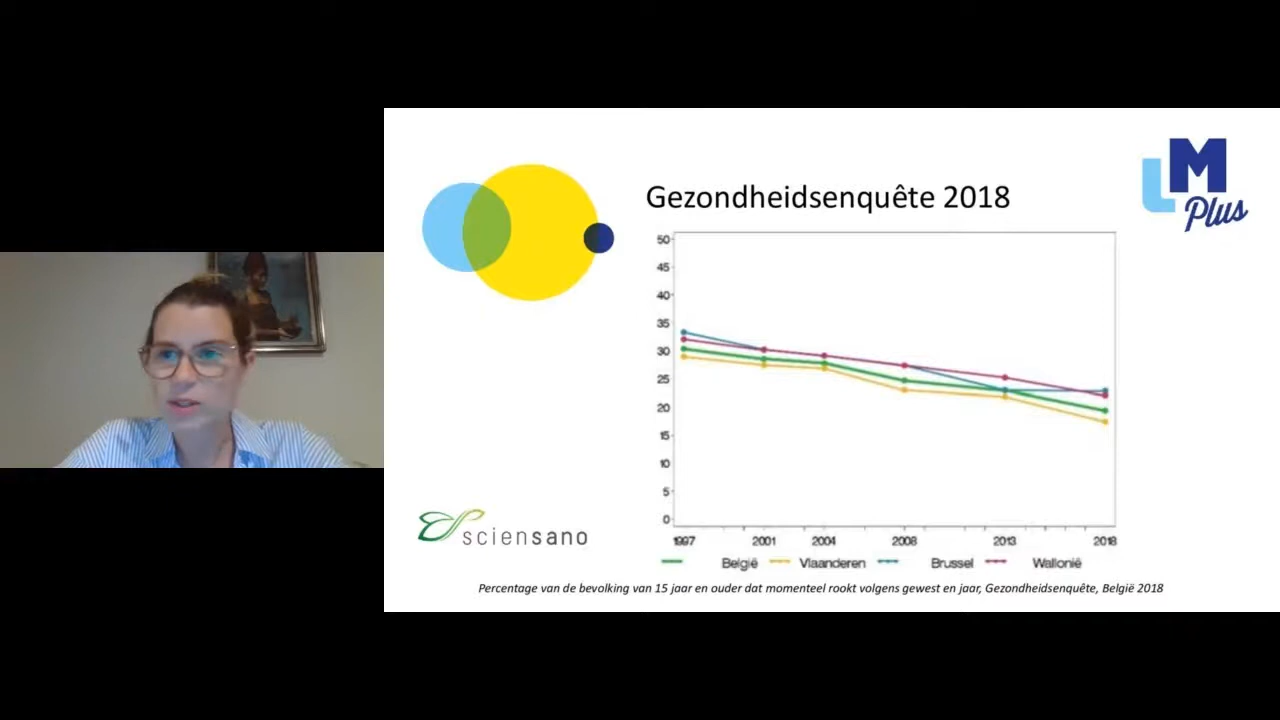 Gezondheidsenquête 2018
LM
Plus
50
45
40
35
30
25
20
15
10
5
0
1997 2001 2004 2008 2013 2018
België Vlaanderen Brussel Wallonië
sciensano
Percentage van de bevolking van 15 jaar en ouder dat momenteel rookt volgens gewest en jaar, Gezondheidsenquête, België 2018